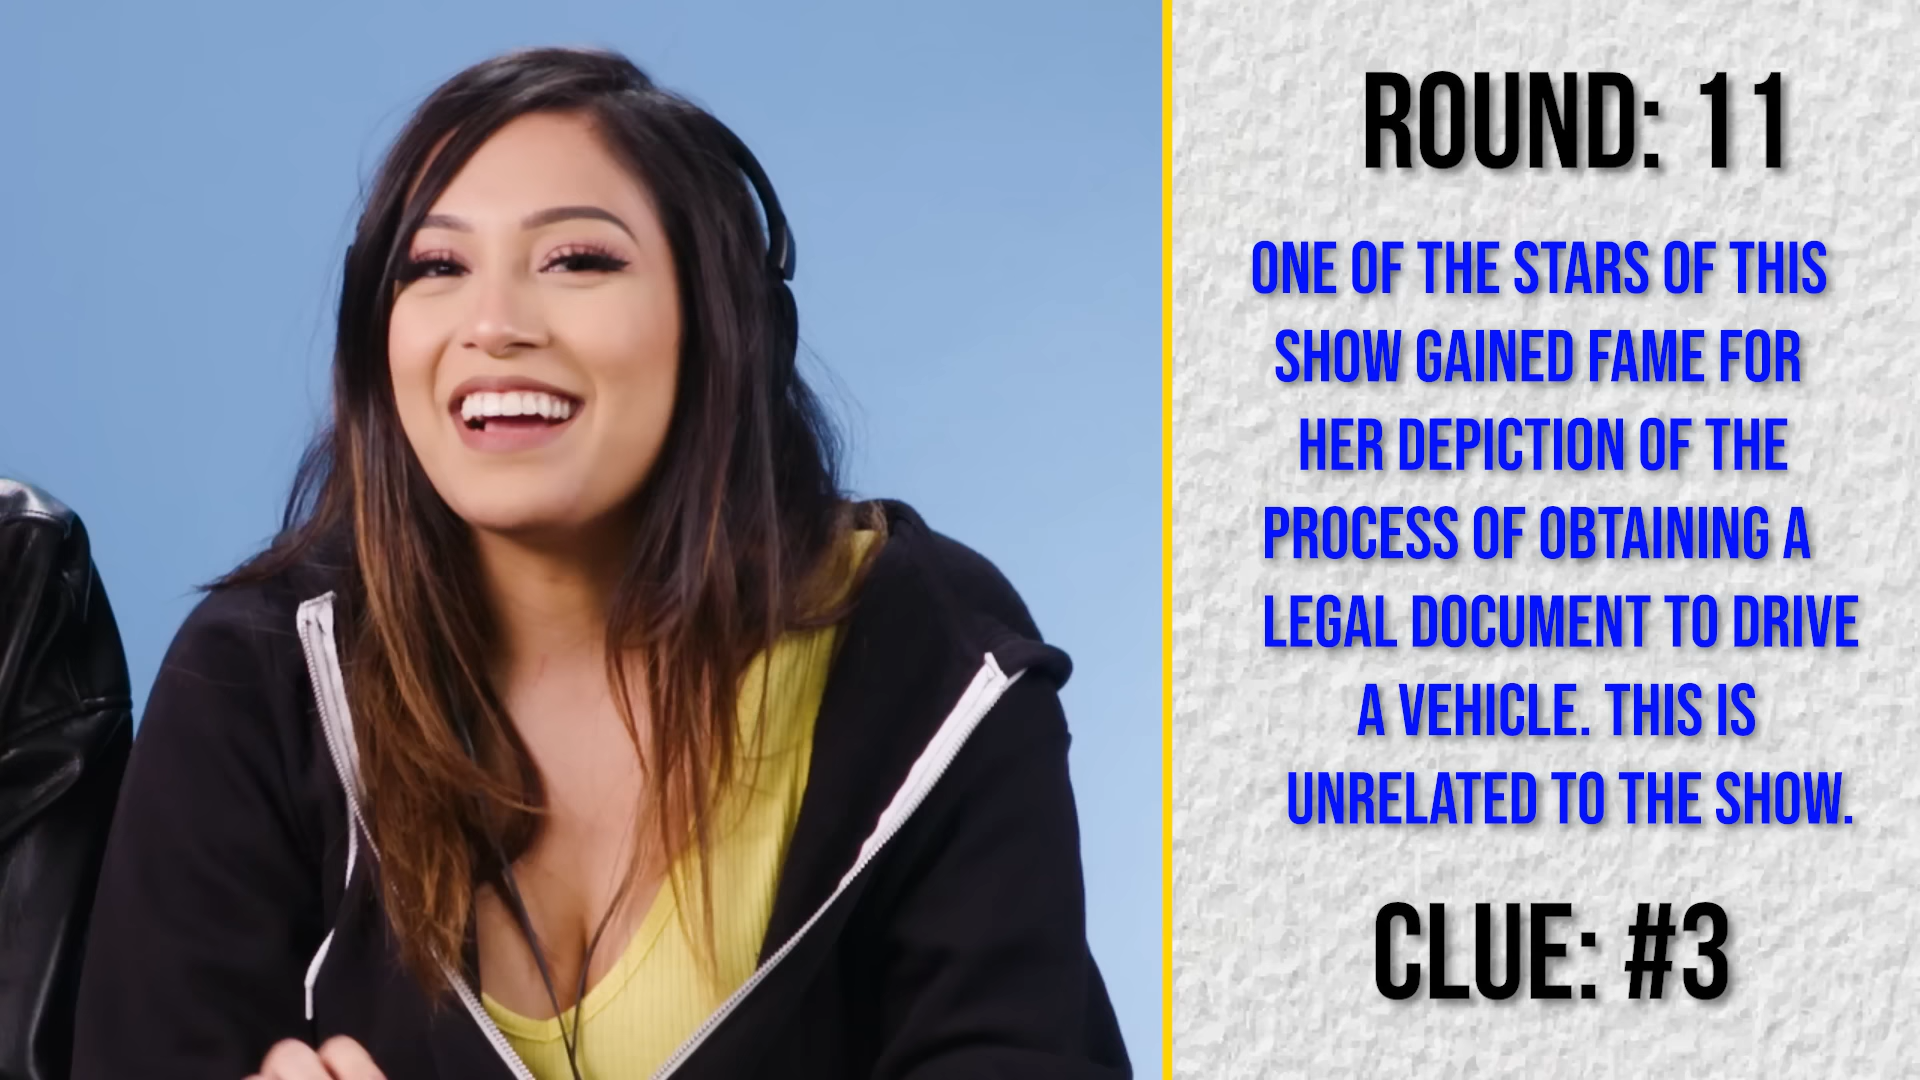 ROUND: 11
ONE OF THE STARS OF THIS
SHOW GAINED FAME FOR
HER DEPICTION OF THE
PROCESS OF OBTAINING A
LEGAL DOCUMENT TO DRIVE
A VEHICLE. THIS IS
UNRELATED TO THE SHOW.
CLUE: #3